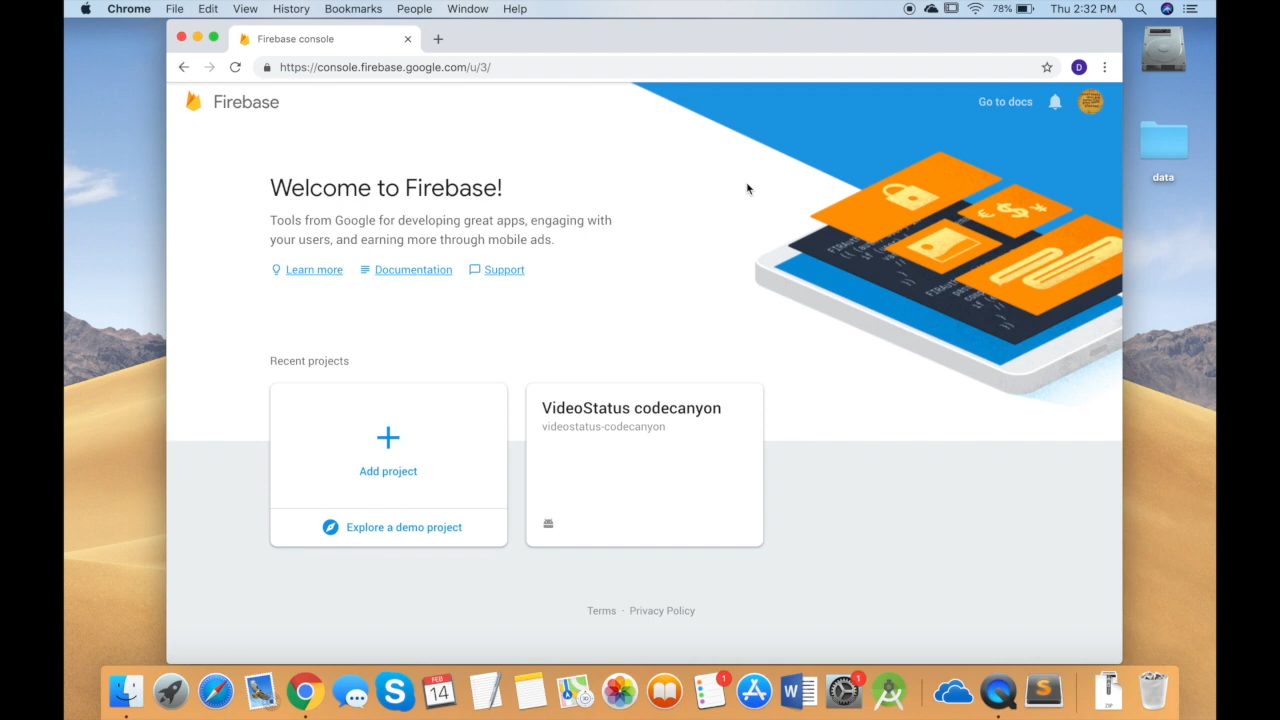 Chrome File Edit View History Bookmarks People Window Help 78% Thu 2:32 PM
Firebase console
https://console.firebase.google.com/u/3/
D
Firebase
Go to docs
Welcome to Firebase!
Tools from Google for developing great apps, engaging with
your users, and earning more through mobile ads.
Learn more Documentation Support
data
Recent projects
Add project
Explore a demo project
VideoStatus codecanyon
videostatus-codecanyon
Terms · Privacy Policy
FEB
14
1
1
ZIP